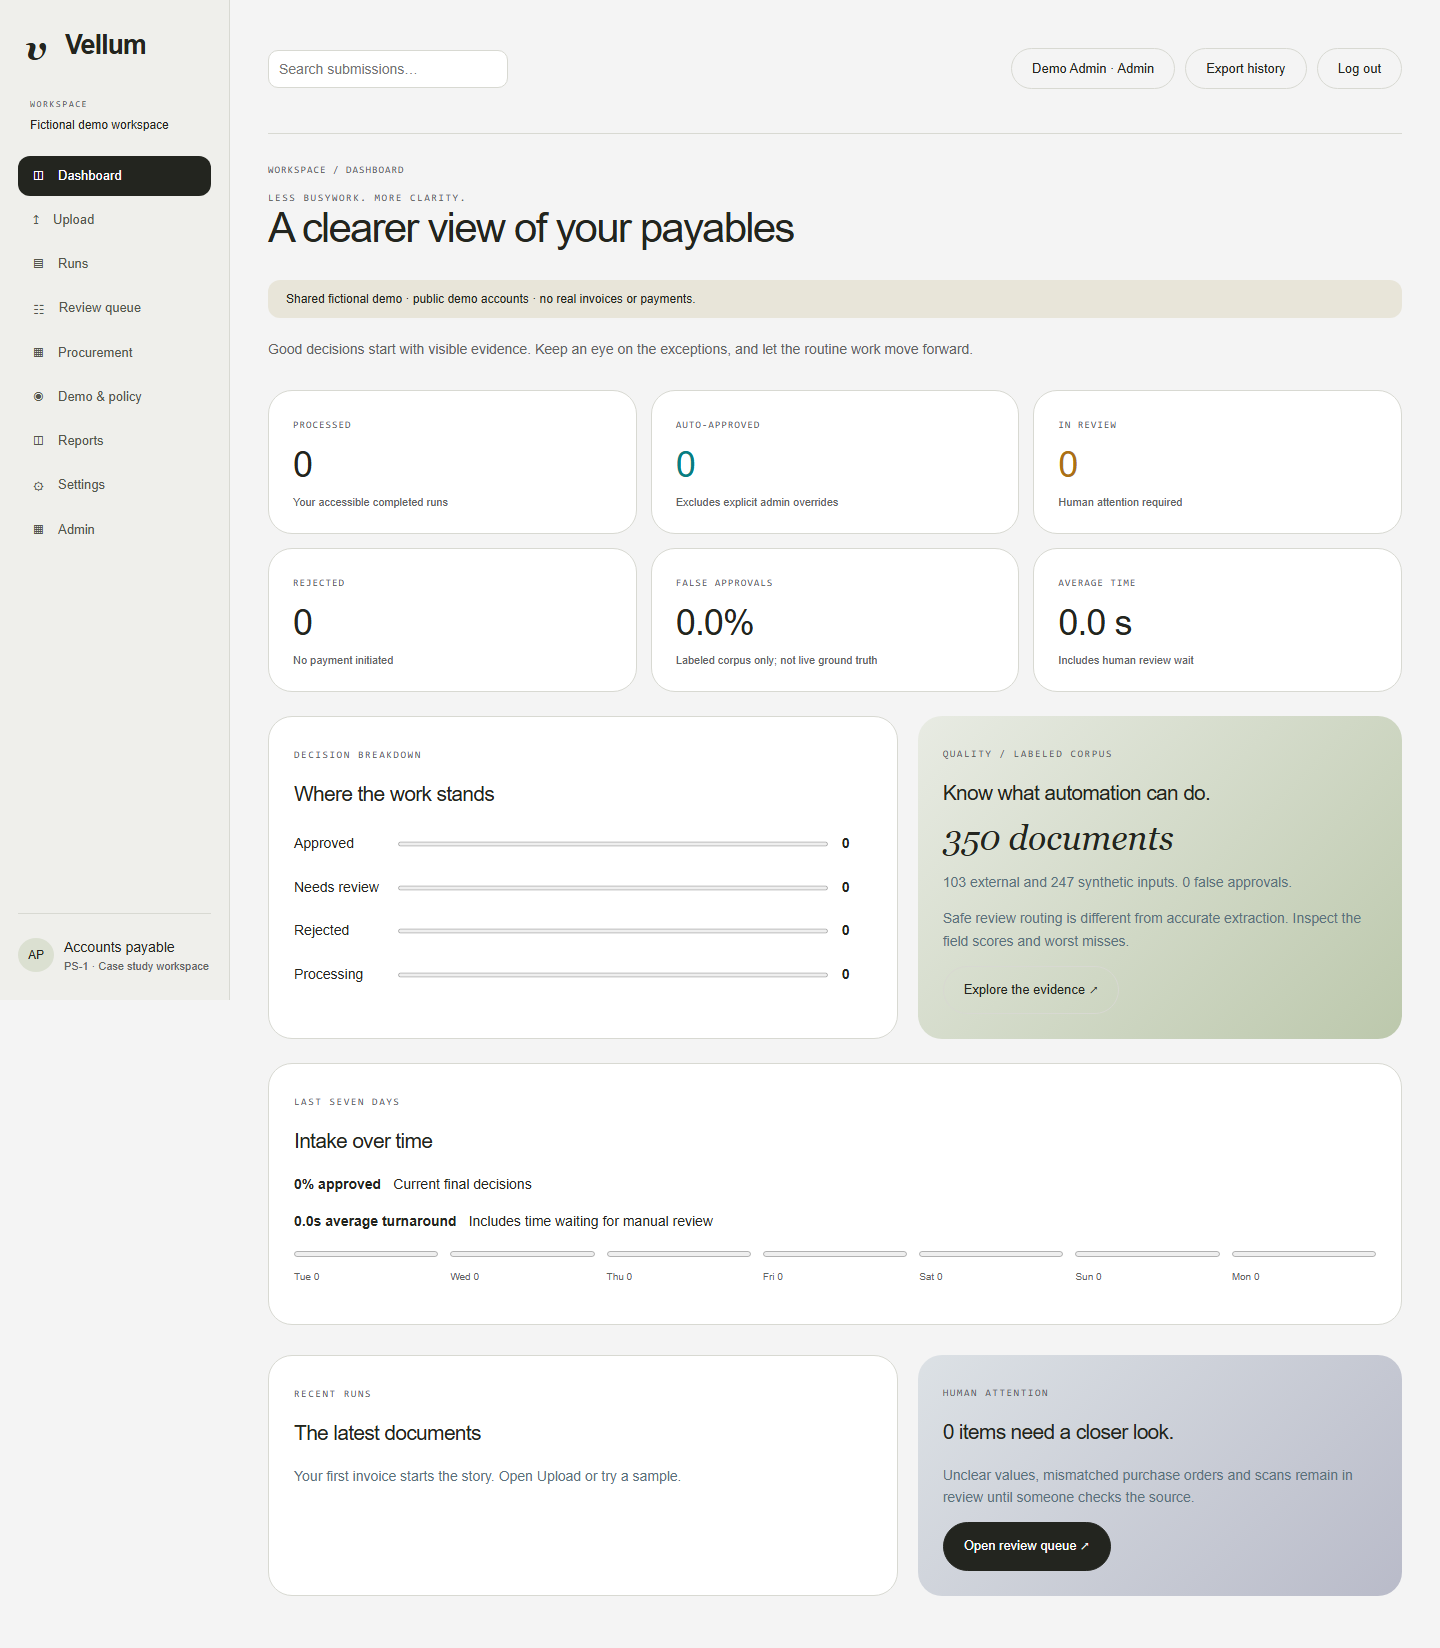 v Vellum
WORKSPACE
Fictional demo workspace
Dashboard
Upload
Runs
Review queue
Procurement
Demo & policy
Reports
Settings
Admin
AP
Accounts payable
PS-1 · Case study workspace
Search submissions…
Demo Admin · Admin
Export history
Log out
WORKSPACE / DASHBOARD
LESS BUSYWORK. MORE CLARITY.
A clearer view of your payables
Shared fictional demo · public demo accounts · no real invoices or payments.
Good decisions start with visible evidence. Keep an eye on the exceptions, and let the routine work move forward.
PROCESSED
0
Your accessible completed runs
AUTO-APPROVED
0
Excludes explicit admin overrides
IN REVIEW
0
Human attention required
REJECTED
0
No payment initiated
FALSE APPROVALS
0.0%
Labeled corpus only; not live ground truth
AVERAGE TIME
0.0 s
Includes human review wait
DECISION BREAKDOWN
Where the work stands
Approved 0
Needs review 0
Rejected 0
Processing 0
QUALITY / LABELED CORPUS
Know what automation can do.
350 documents
103 external and 247 synthetic inputs. 0 false approvals.
Safe review routing is different from accurate extraction. Inspect the
field scores and worst misses.
Explore the evidence ↗
LAST SEVEN DAYS
Intake over time
0% approved Current final decisions
0.0s average turnaround Includes time waiting for manual review
Tue 0 Wed 0 Thu 0 Fri 0 Sat 0 Sun 0 Mon 0
RECENT RUNS
The latest documents
Your first invoice starts the story. Open Upload or try a sample.
HUMAN ATTENTION
0 items need a closer look.
Unclear values, mismatched purchase orders and scans remain in
review until someone checks the source.
Open review queue ↗